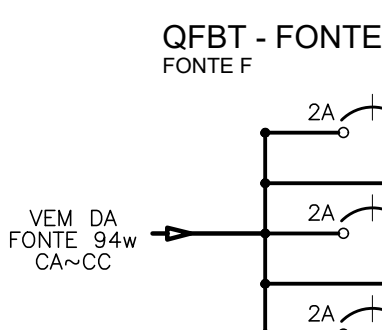 QFBT - FONTE
FONTE F
2A
2A
VEM DA
FONTE 94w
CA~CC
2A